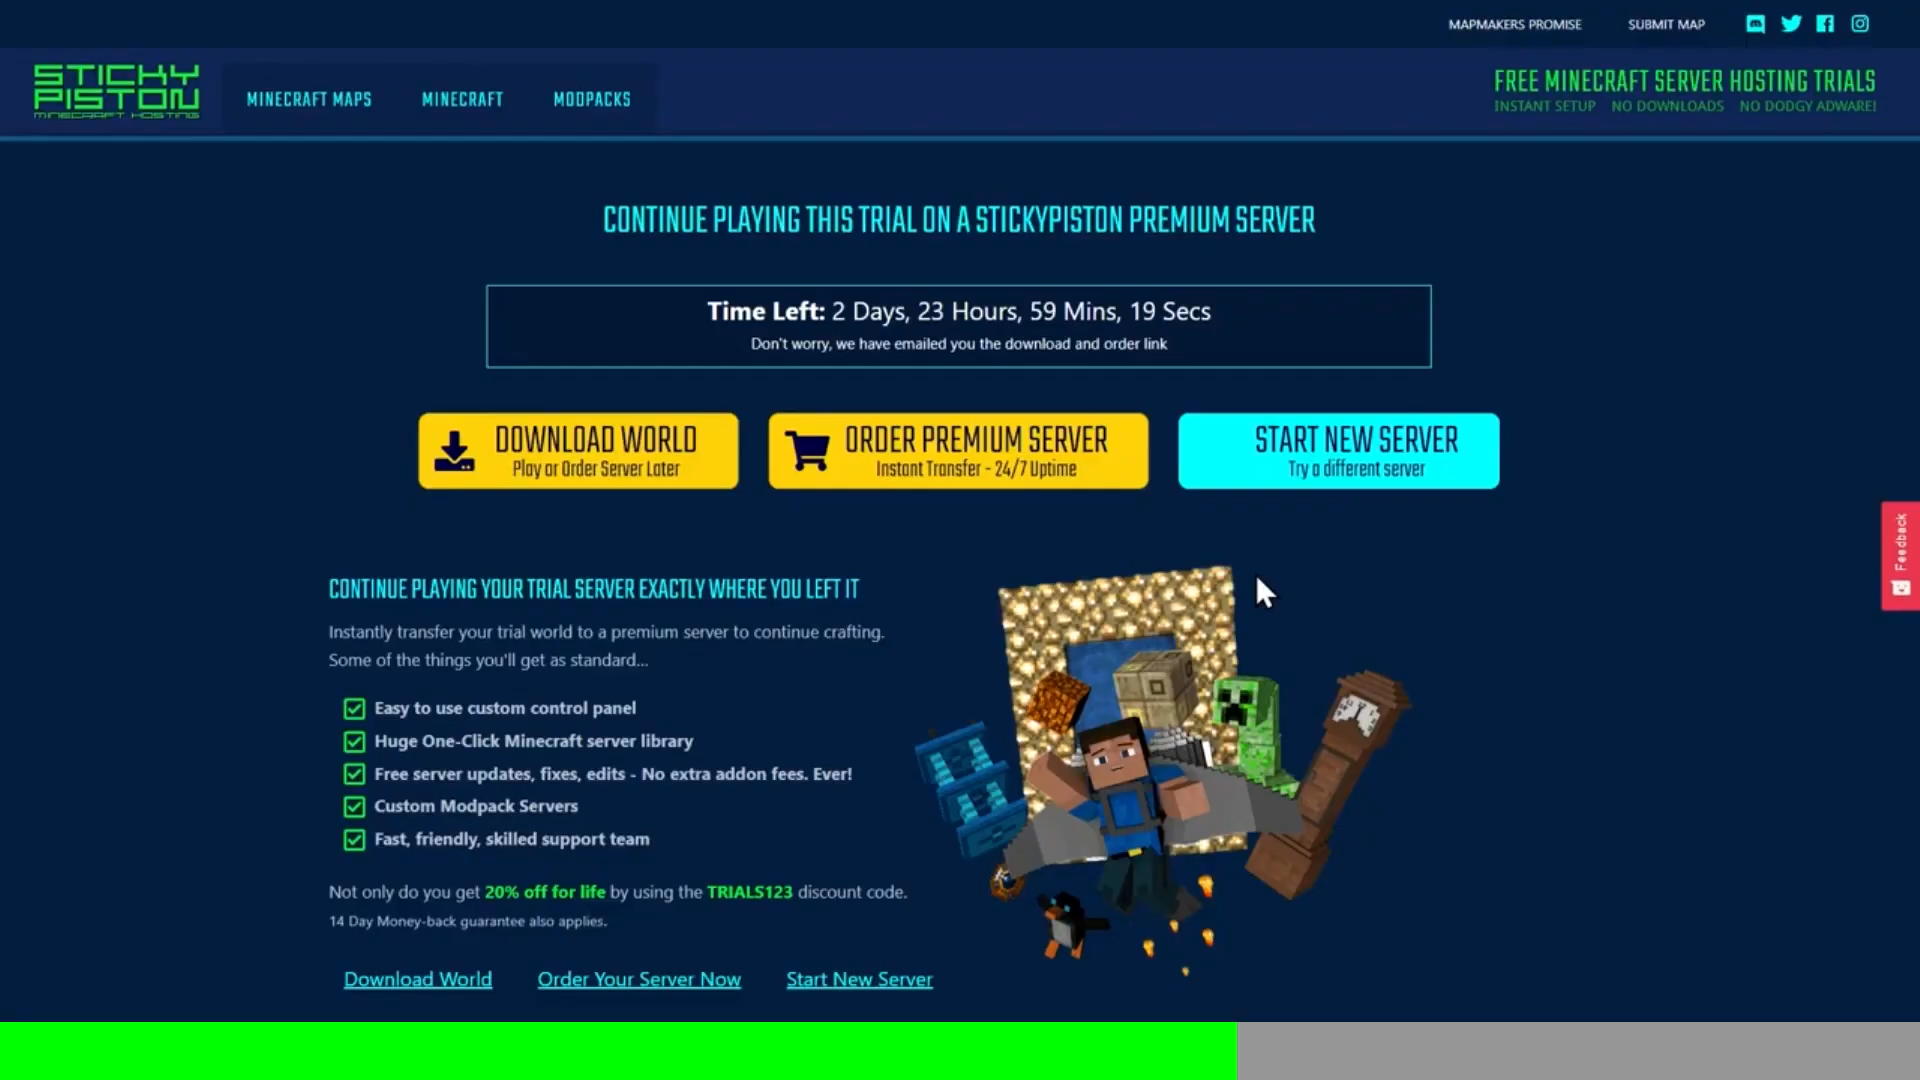 MAPMAKERS PROMISE
SUBMIT MAP
STICKY
PISTON
MINECRAFT HOSTING
MINECRAFT MAPS
MINECRAFT
MODPACKS
FREE MINECRAFT SERVER HOSTING TRIALS
INSTANT SETUP NO DOWNLOADS NO DODGY ADWARE!
CONTINUE PLAYING THIS TRIAL ON A STICKYPISTON PREMIUM SERVER
Time Left: 2 Days, 23 Hours, 59 Mins, 19 Secs
Don't worry, we have emailed you the download and order link
DOWNLOAD WORLD
Play or Order Server Later
ORDER PREMIUM SERVER
Instant Transfer - 24/7 Uptime
START NEW SERVER
Try a different server
Feedback
CONTINUE PLAYING YOUR TRIAL SERVER EXACTLY WHERE YOU LEFT IT
Instantly transfer your trial world to a premium server to continue crafting.
Some of the things you'll get as standard...
Easy to use custom control panel
Huge One-Click Minecraft server library
Free server updates, fixes, edits - No extra addon fees. Ever!
Custom Modpack Servers
Fast, friendly, skilled support team
Not only do you get 20% off for life by using the TRIALS123 discount code.
14 Day Money-back guarantee also applies.
Download World
Order Your Server Now
Start New Server